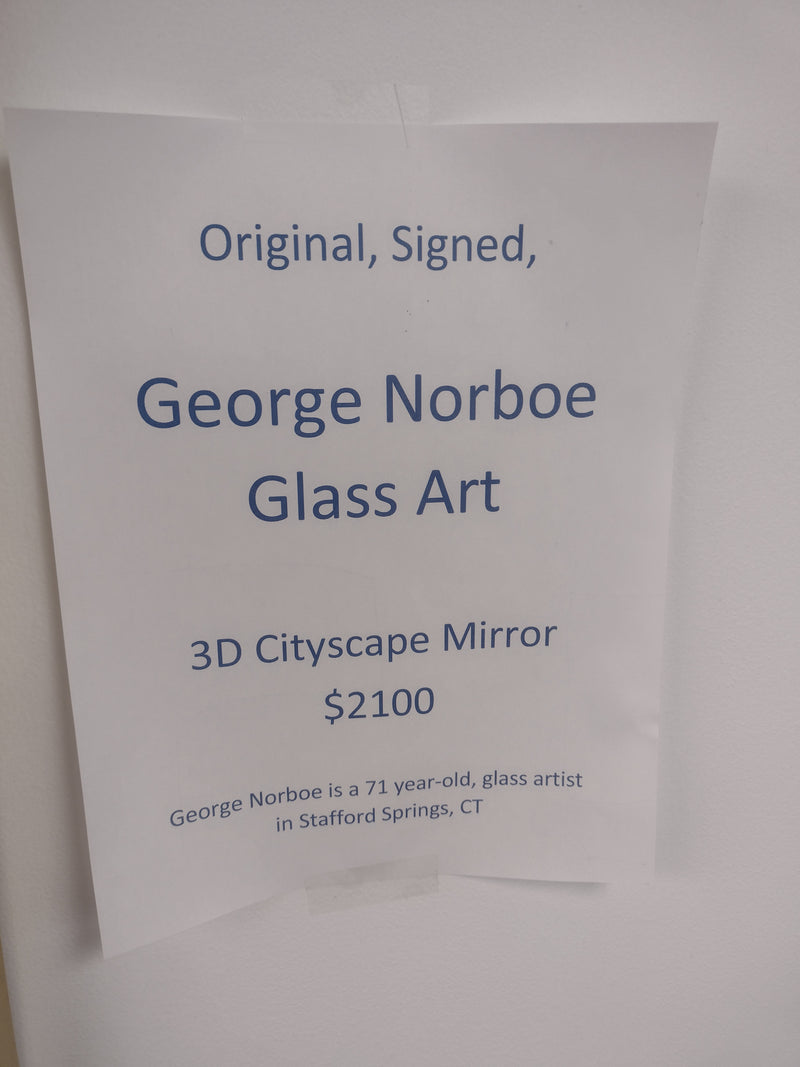 Original, Signed,
George Norboe
Glass Art
3D Cityscape Mirror
$2100
George Norboe is a 71 year-old, glass artist
in Stafford Springs, CT